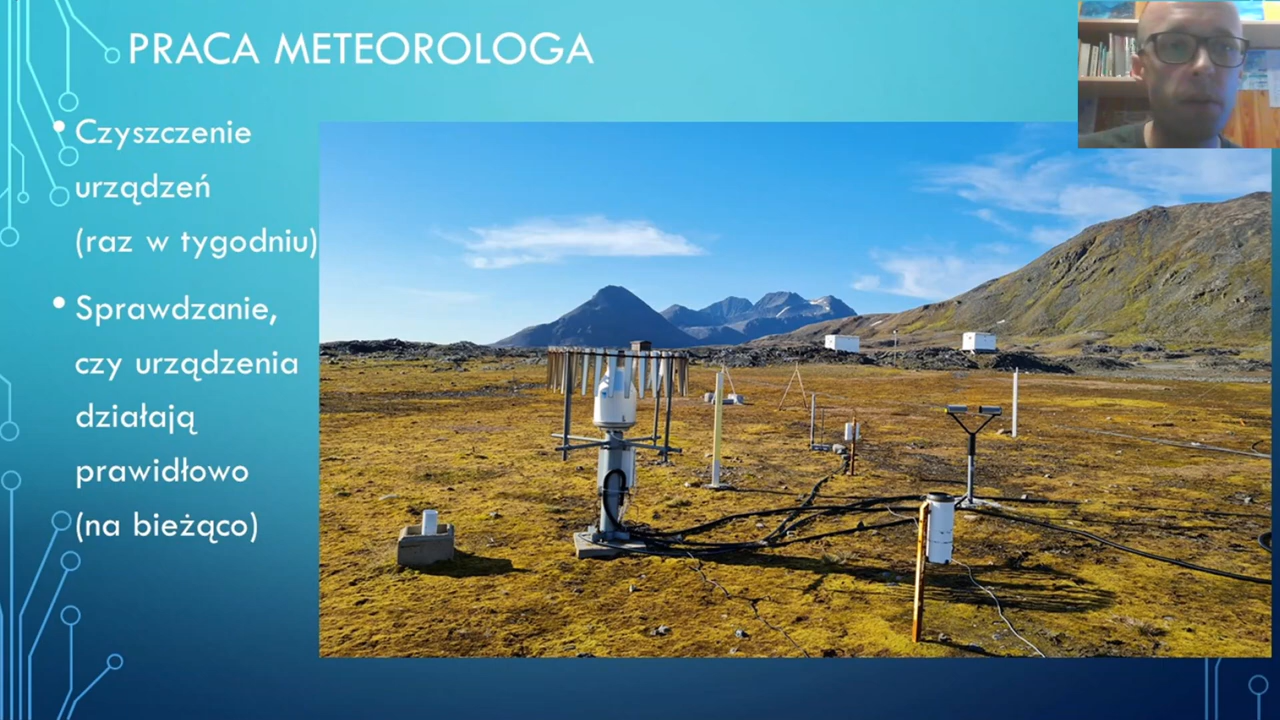 PRACA METEOROLOGA
• Czyszczenie
urządzeń
(raz w tygodniu)
• Sprawdzanie,
czy urządzenia
działają
prawidłowo
(na bieżąco)